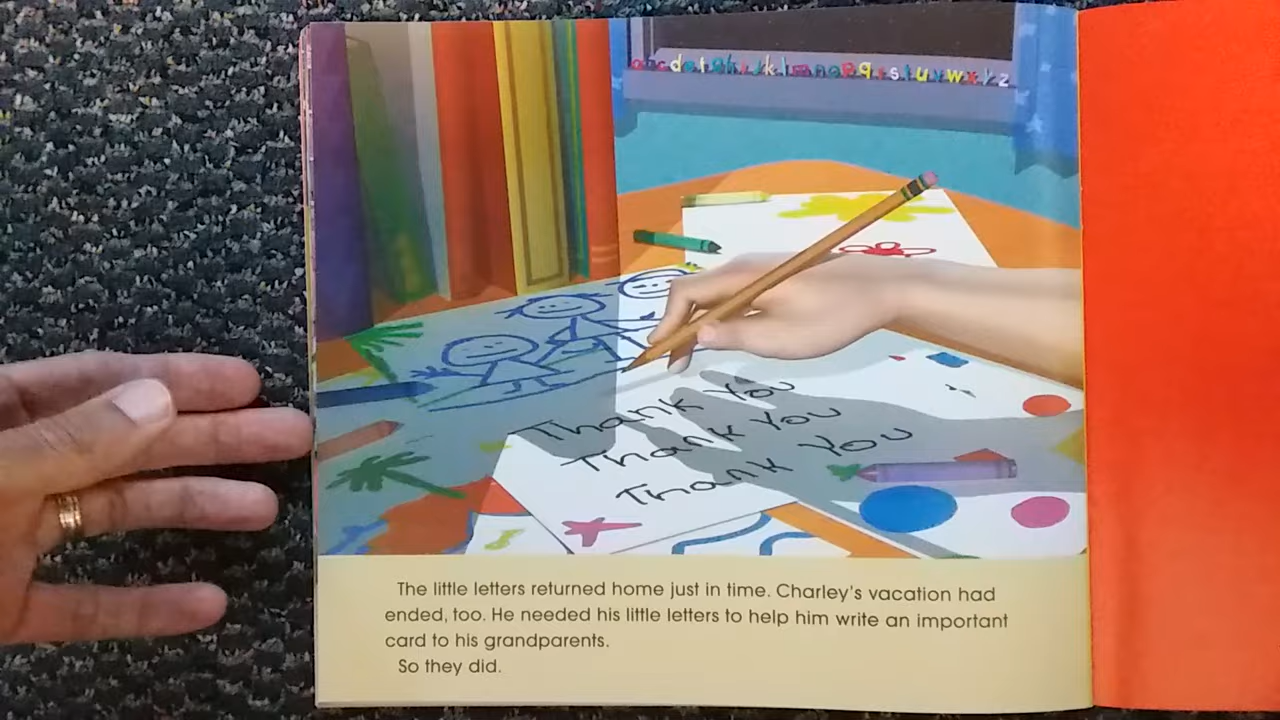 abcdefghijklmnopqrstuvwxyz
Thank You
Thank You
Thank You
The little letters returned home just in time. Charley's vacation had
ended, too. He needed his little letters to help him write an important
card to his grandparents.
So they did.